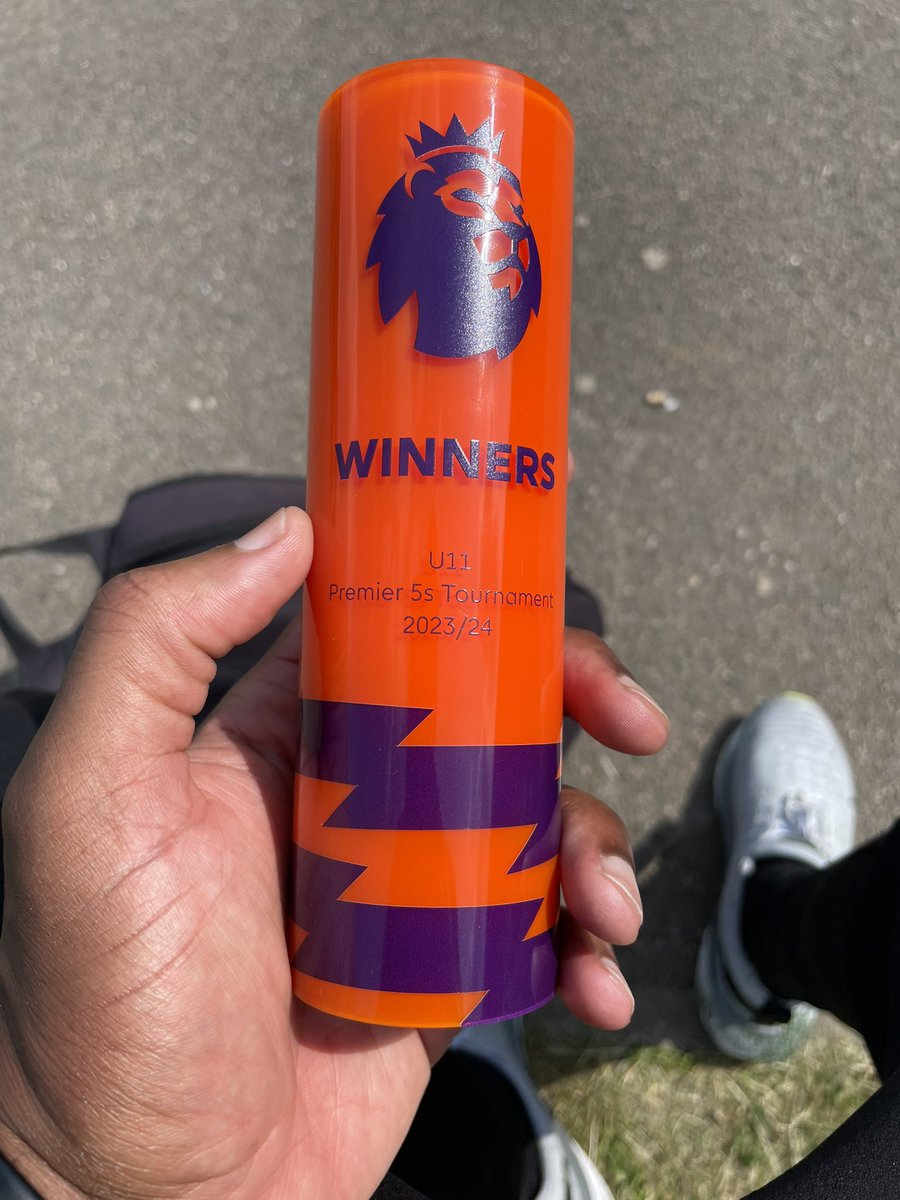 WINNERS
U11
Premier 5s Tournament
2023/24